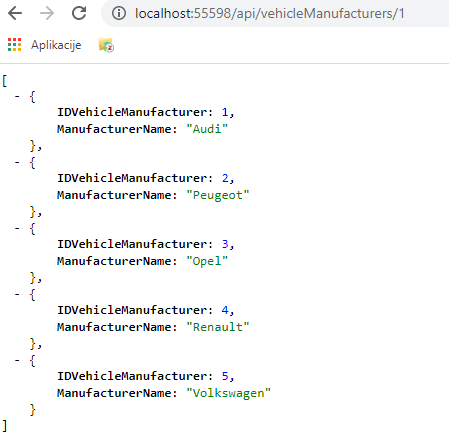 localhost:55598/api/vehicleManufacturers/1
Aplikacije
[
- {
IDVehicleManufacturer: 1,
ManufacturerName: "Audi"
},
- {
IDVehicleManufacturer: 2,
ManufacturerName: "Peugeot"
},
- {
IDVehicleManufacturer: 3,
ManufacturerName: "Opel"
},
- {
IDVehicleManufacturer: 4,
ManufacturerName: "Renault"
},
- {
IDVehicleManufacturer: 5,
ManufacturerName: "Volkswagen"
}
]